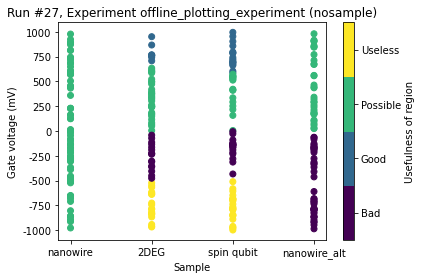 Run #27, Experiment offline_plotting_experiment (nosample)
1000
750
500
250
0
-250
-500
-750
-1000
Gate voltage (mV)
nanowire
2DEG
spin qubit
nanowire_alt
Sample
Useless
Possible
Good
Bad
Usefulness of region